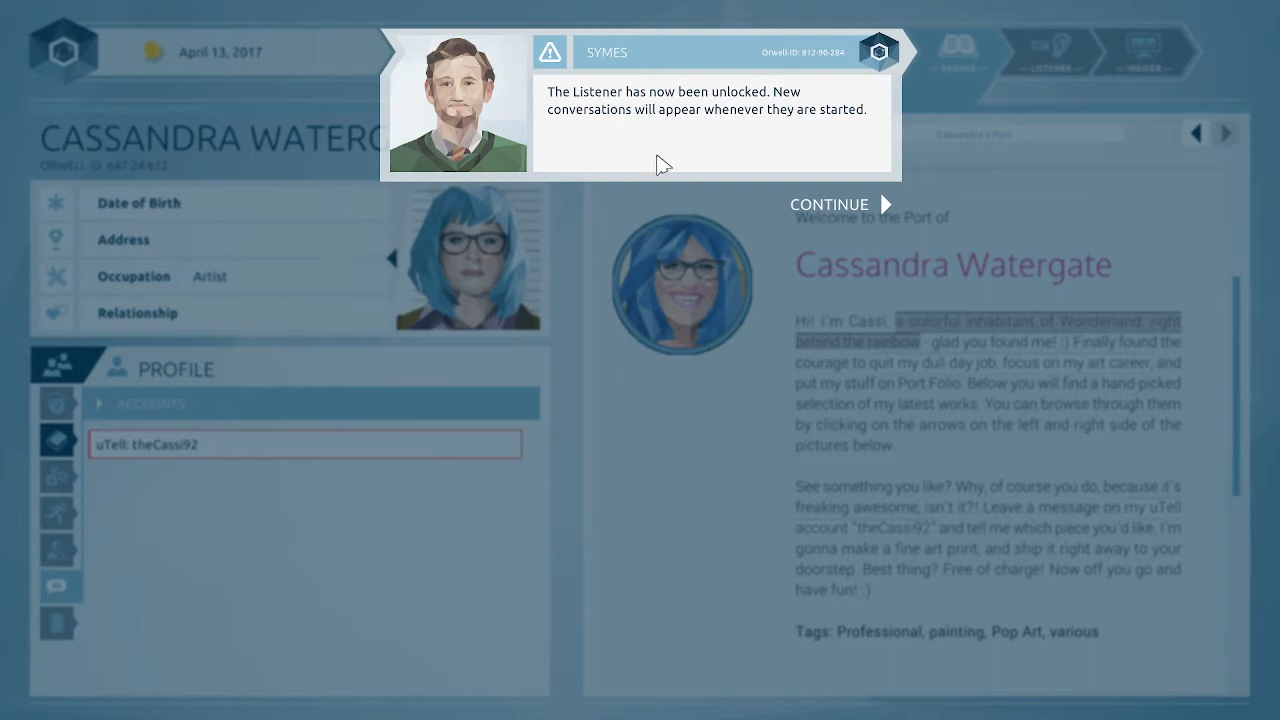 April 13, 2017
SYMES
Orwell-ID: 812-90-284
READER
LISTENER
INSIDER
The Listener has now been unlocked. New
conversations will appear whenever they are started.
CONTINUE
CASSANDRA WATERG
ORWELL ID: 647-24-612
Date of Birth
Address
Occupation Artist
Relationship
PROFILE
ACCOUNTS
uTell: theCassi92
Cassandra's Port
Welcome to the Port of
Cassandra Watergate
Hi! I'm Cassi, a colorful inhabitant of Wonderland, right
behind the rainbow - glad you found me! :) Finally found the
courage to quit my dull day job, focus on my art career, and
put my stuff on Port.Folio. Below you will find a hand-picked
selection of my latest works. You can browse through them
by clicking on the arrows on the left and right side of the
pictures below.
See something you like? Why, of course you do, because it's
freaking awesome, isn't it?! Leave a message on my uTell
account "theCassi92" and tell me which piece you'd like. I'm
gonna make a fine art print, and ship it right away to your
doorstep. Best thing? Free of charge! Now off you go and
have fun! :)
Tags: Professional, painting, Pop Art, various